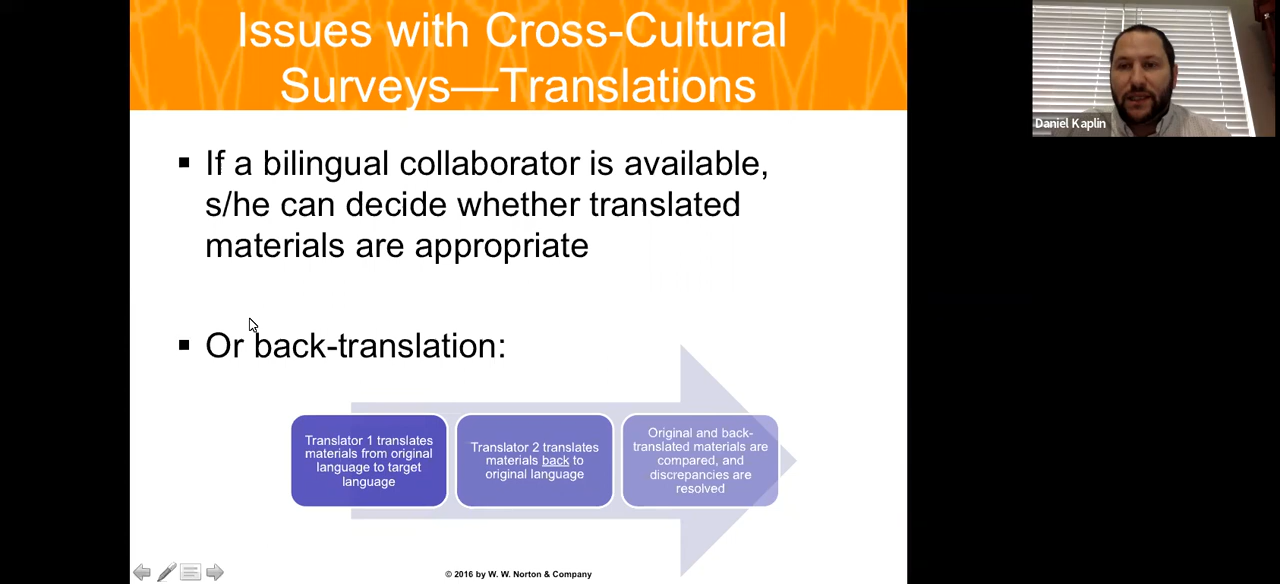 Issues with Cross-Cultural
Surveys—Translations
Daniel Kaplin
▪ If a bilingual collaborator is available,
s/he can decide whether translated
materials are appropriate
▪ Or back-translation:
Translator 1 translates
materials from original
language to target
language
Translator 2 translates
materials back to
original language
Original and back-
translated materials are
compared, and
discrepancies are
resolved
© 2016 by W. W. Norton & Company